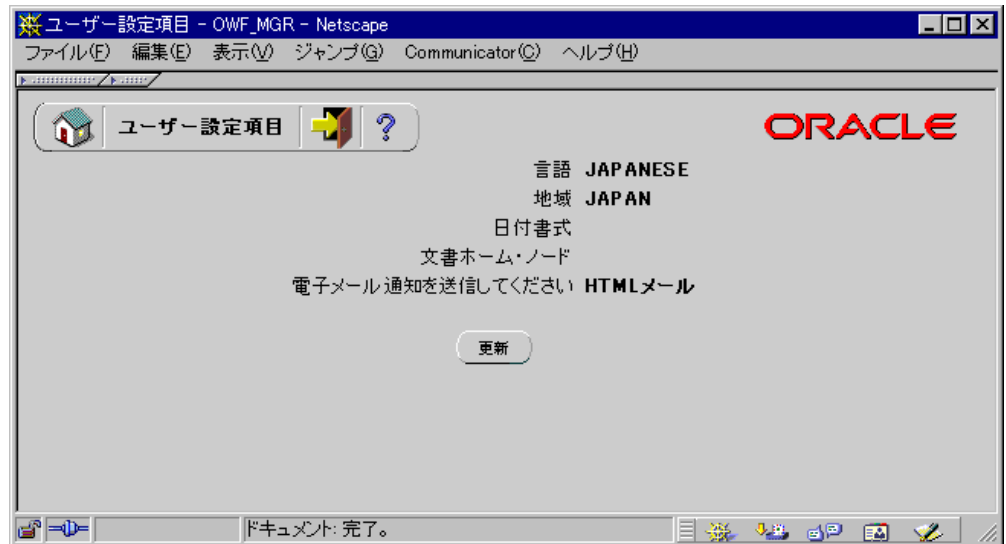 ユーザー設定項目 - OWF_MGR - Netscape
ファイル(F) 編集(E) 表示(V) ジャンプ(G) Communicator(C) ヘルプ(H)
ユーザー設定項目 ?
ORACLE
言語 JAPANESE
地域 JAPAN
日付書式
文書ホーム・ノード
電子メール通知を送信してください HTMLメール
更新
ドキュメント: 完了。